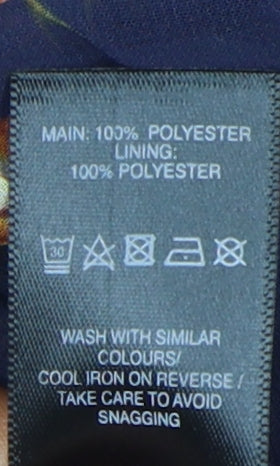 MAIN: 100% POLYESTER
LINING:
100% POLYESTER
30
WASH WITH SIMILAR
COLOURS/
COOL IRON ON REVERSE /
TAKE CARE TO AVOID
SNAGGING